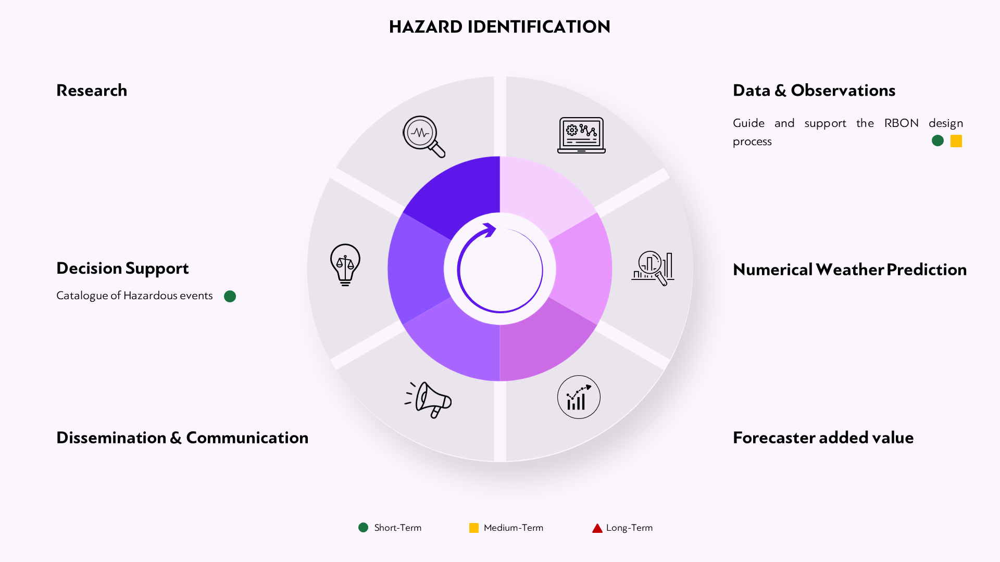 HAZARD IDENTIFICATION
Research
Data & Observations
Guide and support the RBON design
process
Decision Support
Catalogue of Hazardous events
Numerical Weather Prediction
Dissemination & Communication
Forecaster added value
Short-Term
Medium-Term
Long-Term